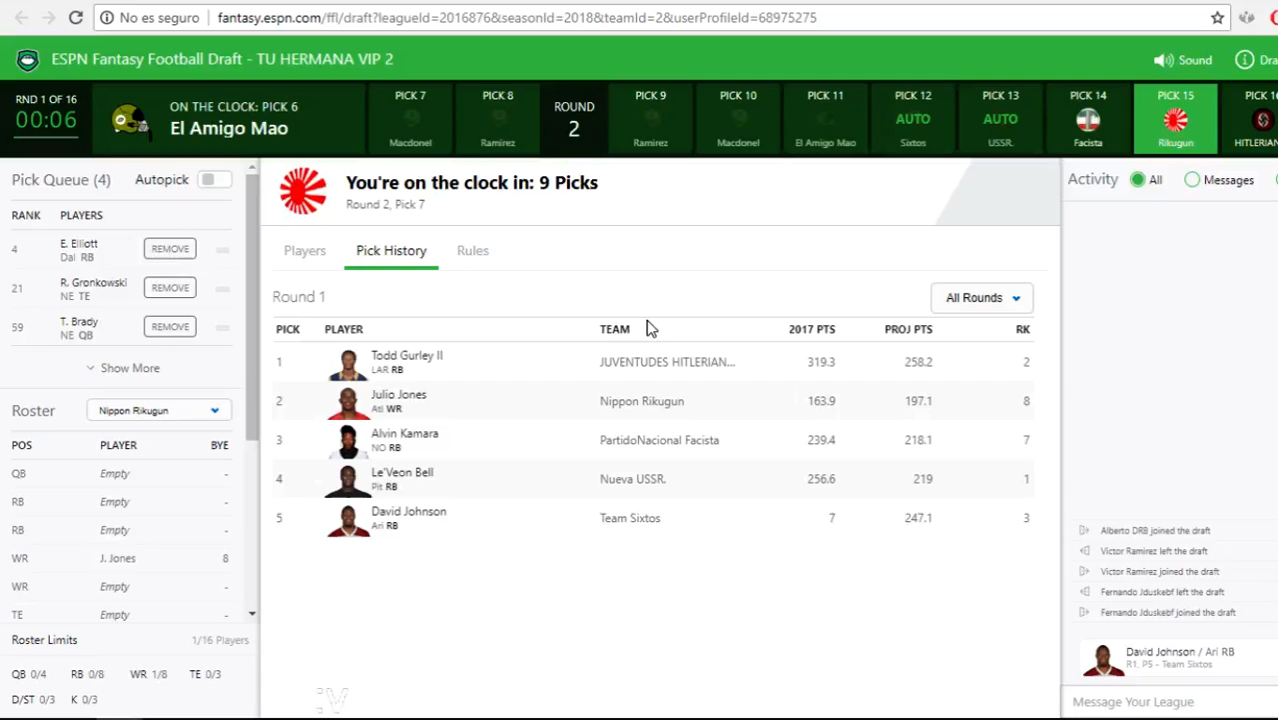 No es seguro | fantasy.espn.com/ffl/draft?leagueId=2016876&seasonId=2018&teamId=2&userProfileId=68975275
ESPN Fantasy Football Draft - TU HERMANA VIP 2
Sound
Dra
RND 1 OF 16
00:06
ON THE CLOCK: PICK 6
El Amigo Mao
PICK 7
Macdonel
PICK 8
Ramirez
ROUND
2
PICK 9
Ramirez
PICK 10
Macdonel
PICK 11
El Amigo Mao
PICK 12
AUTO
Sixtos
PICK 13
AUTO
USSR.
PICK 14
Facista
PICK 15
Rikugun
PICK 16
HITLERIAN
Pick Queue (4)
Autopick
RANK PLAYERS
4 E. Elliott REMOVE
Dal RB
21 R. Gronkowski REMOVE
NE TE
59 T. Brady REMOVE
NE QB
Show More
Roster Nippon Rikugun
POS PLAYER BYE
QB Empty -
RB Empty -
RB Empty -
WR J. Jones 8
WR Empty -
TE Empty -
Roster Limits 1/16 Players
QB 0/4 RB 0/8 WR 1/8 TE 0/3
D/ST 0/3 K 0/3
You're on the clock in: 9 Picks
Round 2, Pick 7
Players Pick History Rules
Round 1 All Rounds
PICK PLAYER TEAM 2017 PTS PROJ PTS RK
1 Todd Gurley II JUVENTUDES HITLERIAN... 319.3 258.2 2
LAR RB
2 Julio Jones Nippon Rikugun 163.9 197.1 8
Atl WR
3 Alvin Kamara PartidoNacional Facista 239.4 218.1 7
NO RB
4 Le'Veon Bell Nueva USSR. 256.6 219 1
Pit RB
5 David Johnson Team Sixtos 7 247.1 3
Ari RB
:V
Activity All Messages
Alberto DRB joined the draft
Victor Ramirez left the draft
Victor Ramirez joined the draft
Fernando Jduskebf left the draft
Fernando Jduskebf joined the draft
David Johnson / Ari RB
R1, P5 - Team Sixtos
Message Your League